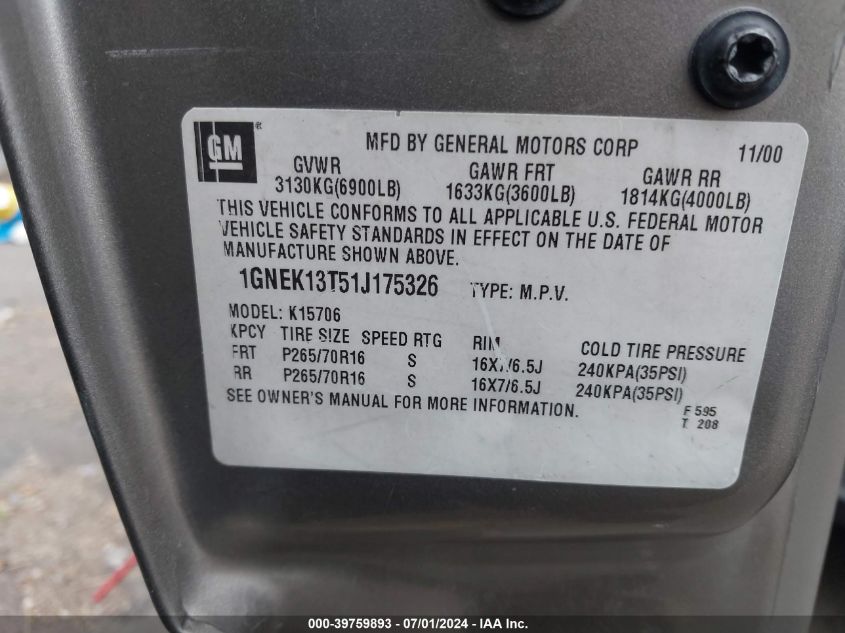 GM ®
MFD BY GENERAL MOTORS CORP 11/00
GVWR GAWR FRT GAWR RR
3130KG(6900LB) 1633KG(3600LB) 1814KG(4000LB)
THIS VEHICLE CONFORMS TO ALL APPLICABLE U.S. FEDERAL MOTOR
VEHICLE SAFETY STANDARDS IN EFFECT ON THE DATE OF
MANUFACTURE SHOWN ABOVE.
1GNEK13T51J175326 TYPE: M.P.V.
MODEL: K15706
KPCY TIRE SIZE SPEED RTG RIM COLD TIRE PRESSURE
FRT P265/70R16 S 16X7/6.5J 240KPA(35PSI)
RR P265/70R16 S 16X7/6.5J 240KPA(35PSI)
SEE OWNER'S MANUAL FOR MORE INFORMATION.
F 595
T 208
000-39759893 / 07/01/2024 - IAA Inc.